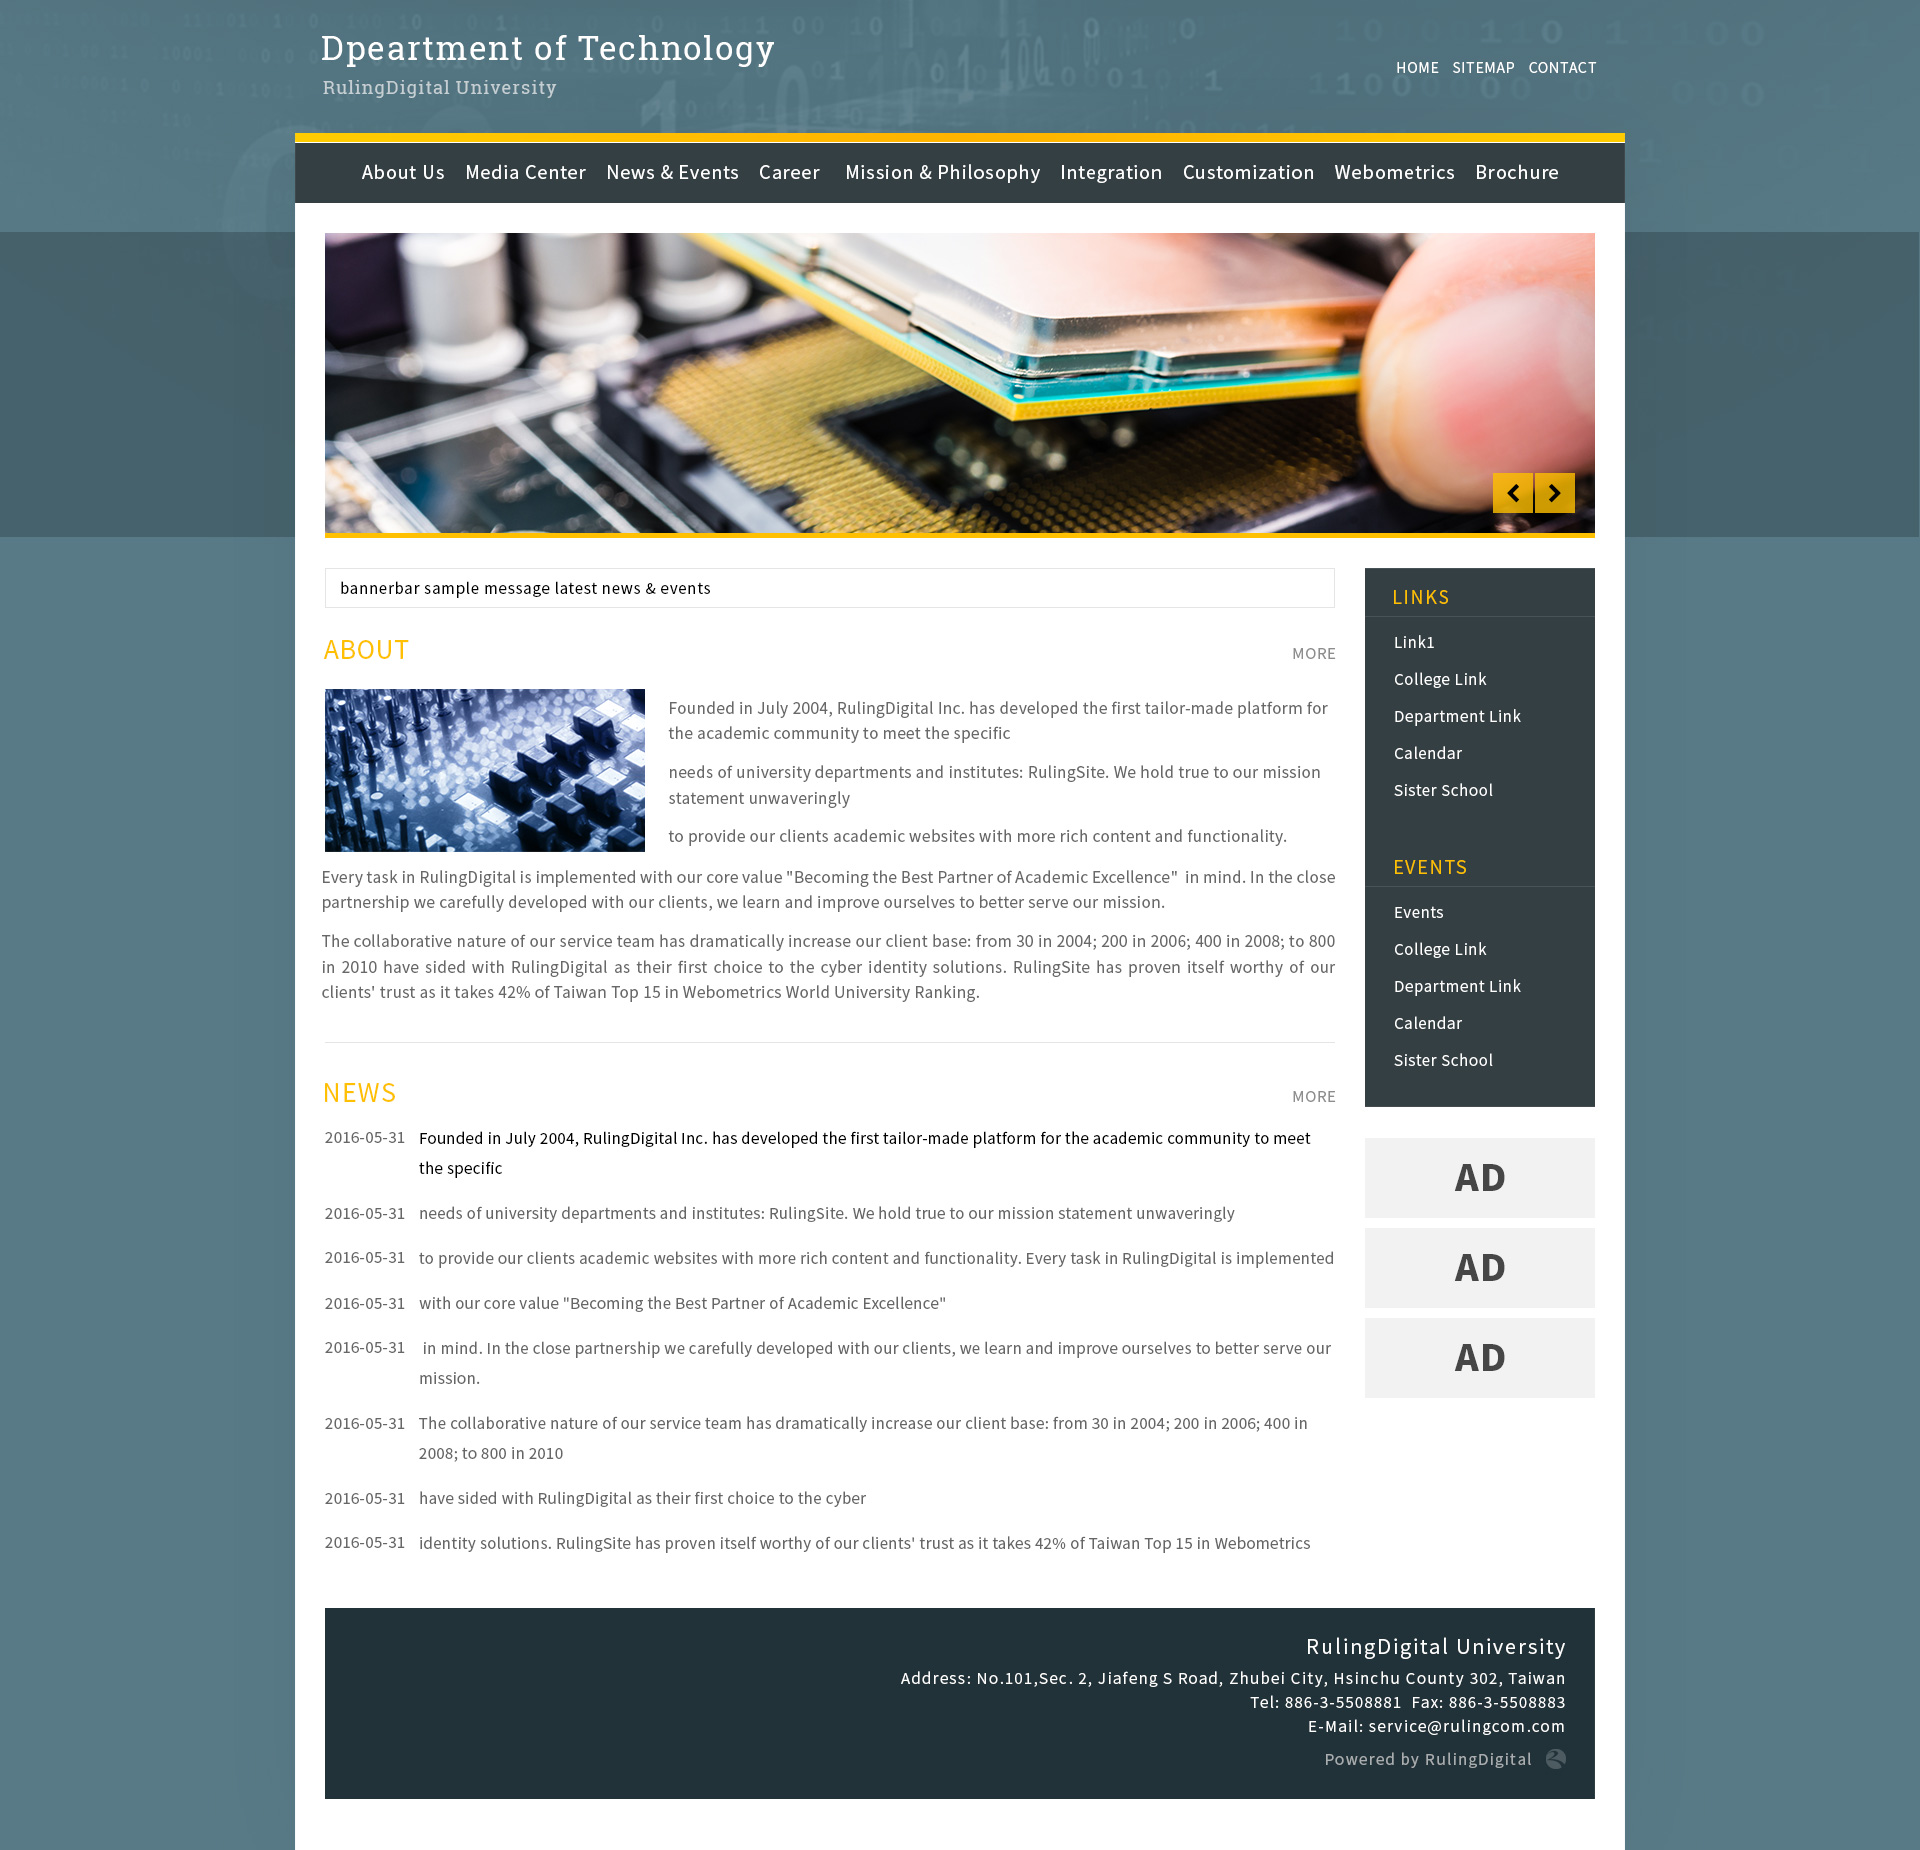 Dpeartment of Technology
RulingDigital University
HOME SITEMAP CONTACT
About Us Media Center News & Events Career Mission & Philosophy Integration Customization Webometrics Brochure
bannerbar sample message latest news & events
ABOUT
MORE
Founded in July 2004, RulingDigital Inc. has developed the first tailor-made platform for
the academic community to meet the specific
needs of university departments and institutes: RulingSite. We hold true to our mission
statement unwaveringly
to provide our clients academic websites with more rich content and functionality.
Every task in RulingDigital is implemented with our core value "Becoming the Best Partner of Academic Excellence" in mind. In the close
partnership we carefully developed with our clients, we learn and improve ourselves to better serve our mission.
The collaborative nature of our service team has dramatically increase our client base: from 30 in 2004; 200 in 2006; 400 in 2008; to 800
in 2010 have sided with RulingDigital as their first choice to the cyber identity solutions. RulingSite has proven itself worthy of our
clients' trust as it takes 42% of Taiwan Top 15 in Webometrics World University Ranking.
NEWS
MORE
2016-05-31 Founded in July 2004, RulingDigital Inc. has developed the first tailor-made platform for the academic community to meet
the specific
2016-05-31 needs of university departments and institutes: RulingSite. We hold true to our mission statement unwaveringly
2016-05-31 to provide our clients academic websites with more rich content and functionality. Every task in RulingDigital is implemented
2016-05-31 with our core value "Becoming the Best Partner of Academic Excellence"
2016-05-31 in mind. In the close partnership we carefully developed with our clients, we learn and improve ourselves to better serve our
mission.
2016-05-31 The collaborative nature of our service team has dramatically increase our client base: from 30 in 2004; 200 in 2006; 400 in
2008; to 800 in 2010
2016-05-31 have sided with RulingDigital as their first choice to the cyber
2016-05-31 identity solutions. RulingSite has proven itself worthy of our clients' trust as it takes 42% of Taiwan Top 15 in Webometrics
LINKS
Link1
College Link
Department Link
Calendar
Sister School
EVENTS
Events
College Link
Department Link
Calendar
Sister School
AD
AD
AD
RulingDigital University
Address: No.101,Sec. 2, Jiafeng S Road, Zhubei City, Hsinchu County 302, Taiwan
Tel: 886-3-5508881 Fax: 886-3-5508883
E-Mail: service@rulingcom.com
Powered by RulingDigital